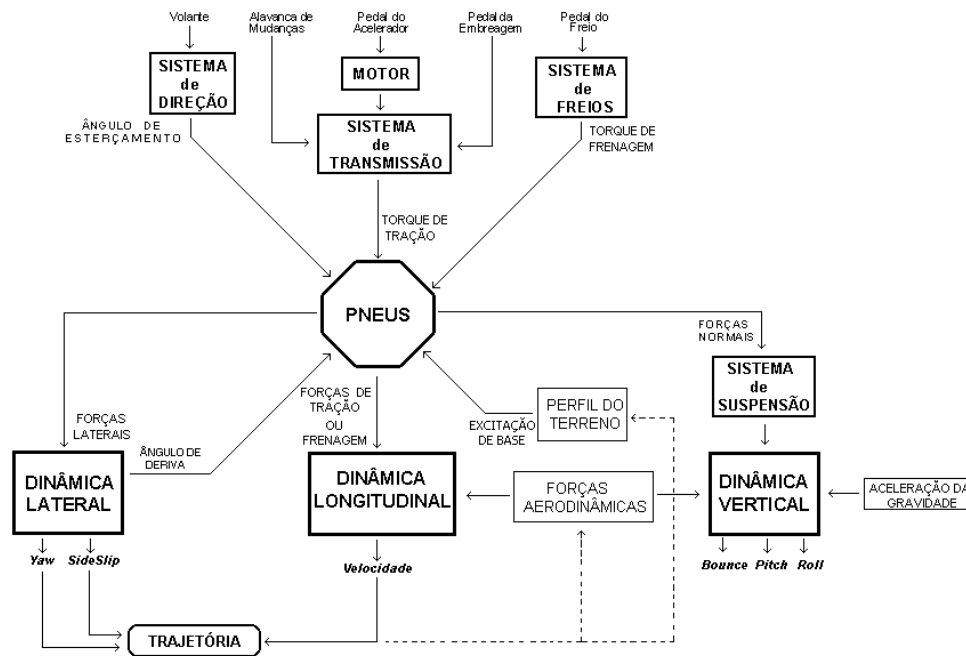 Volante
Alavanca de
Mudanças
Pedal do
Acelerador
Pedal da
Embreagem
Pedal do
Freio
SISTEMA
de
DIREÇÃO
MOTOR
SISTEMA
de
FREIOS
SISTEMA
de
TRANSMISSÃO
ÂNGULO DE
ESTERÇAMENTO
TORQUE DE
FRENAGEM
TORQUE DE
TRAÇÃO
PNEUS
FORÇAS
NORMAIS
SISTEMA
de
SUSPENSÃO
FORÇAS DE
TRAÇÃO
OU
FRENAGEM
PERFIL DO
TERRENO
EXCITAÇÃO
DE BASE
FORÇAS
LATERAIS
ÂNGULO DE
DERIVA
DINÂMICA
LATERAL
DINÂMICA
LONGITUDINAL
FORÇAS
AERODINÂMICAS
DINÂMICA
VERTICAL
ACELERAÇÃO DA
GRAVIDADE
Yaw SideSlip
Velocidade
Bounce Pitch Roll
TRAJETÓRIA